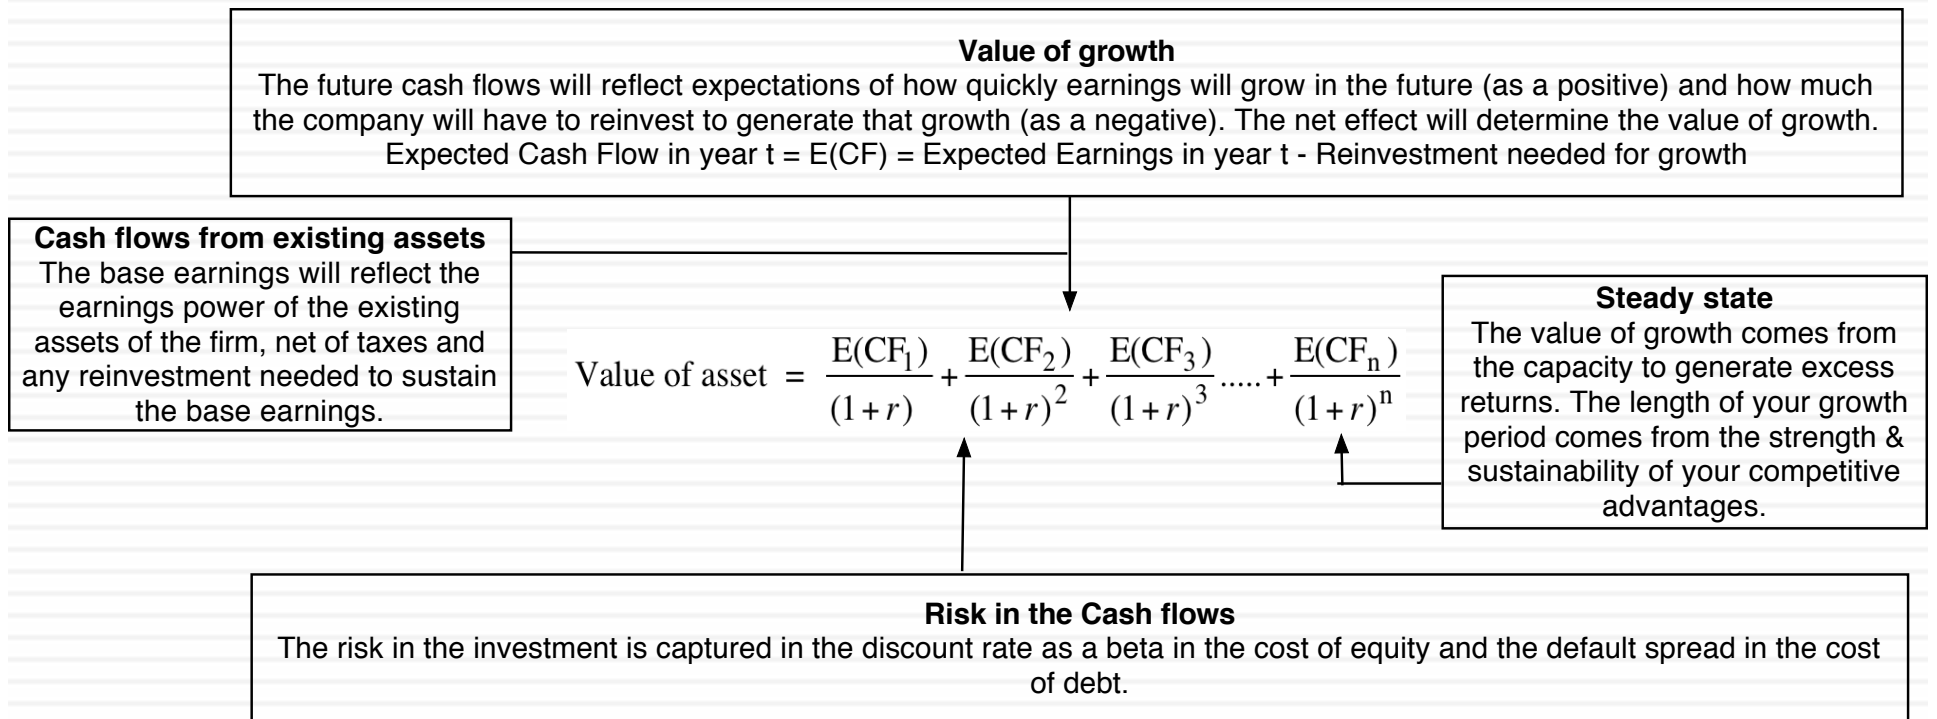 Value of growth
The future cash flows will reflect expectations of how quickly earnings will grow in the future (as a positive) and how much
the company will have to reinvest to generate that growth (as a negative). The net effect will determine the value of growth.
Expected Cash Flow in year t = E(CF) = Expected Earnings in year t - Reinvestment needed for growth
Cash flows from existing assets
The base earnings will reflect the
earnings power of the existing
assets of the firm, net of taxes and
any reinvestment needed to sustain
the base earnings.
Value of asset = E(CF₁)/(1+r) + E(CF₂)/(1+r)² + E(CF₃)/(1+r)³ ..... + E(CFₙ)/(1+r)ⁿ
Steady state
The value of growth comes from
the capacity to generate excess
returns. The length of your growth
period comes from the strength &
sustainability of your competitive
advantages.
Risk in the Cash flows
The risk in the investment is captured in the discount rate as a beta in the cost of equity and the default spread in the cost
of debt.